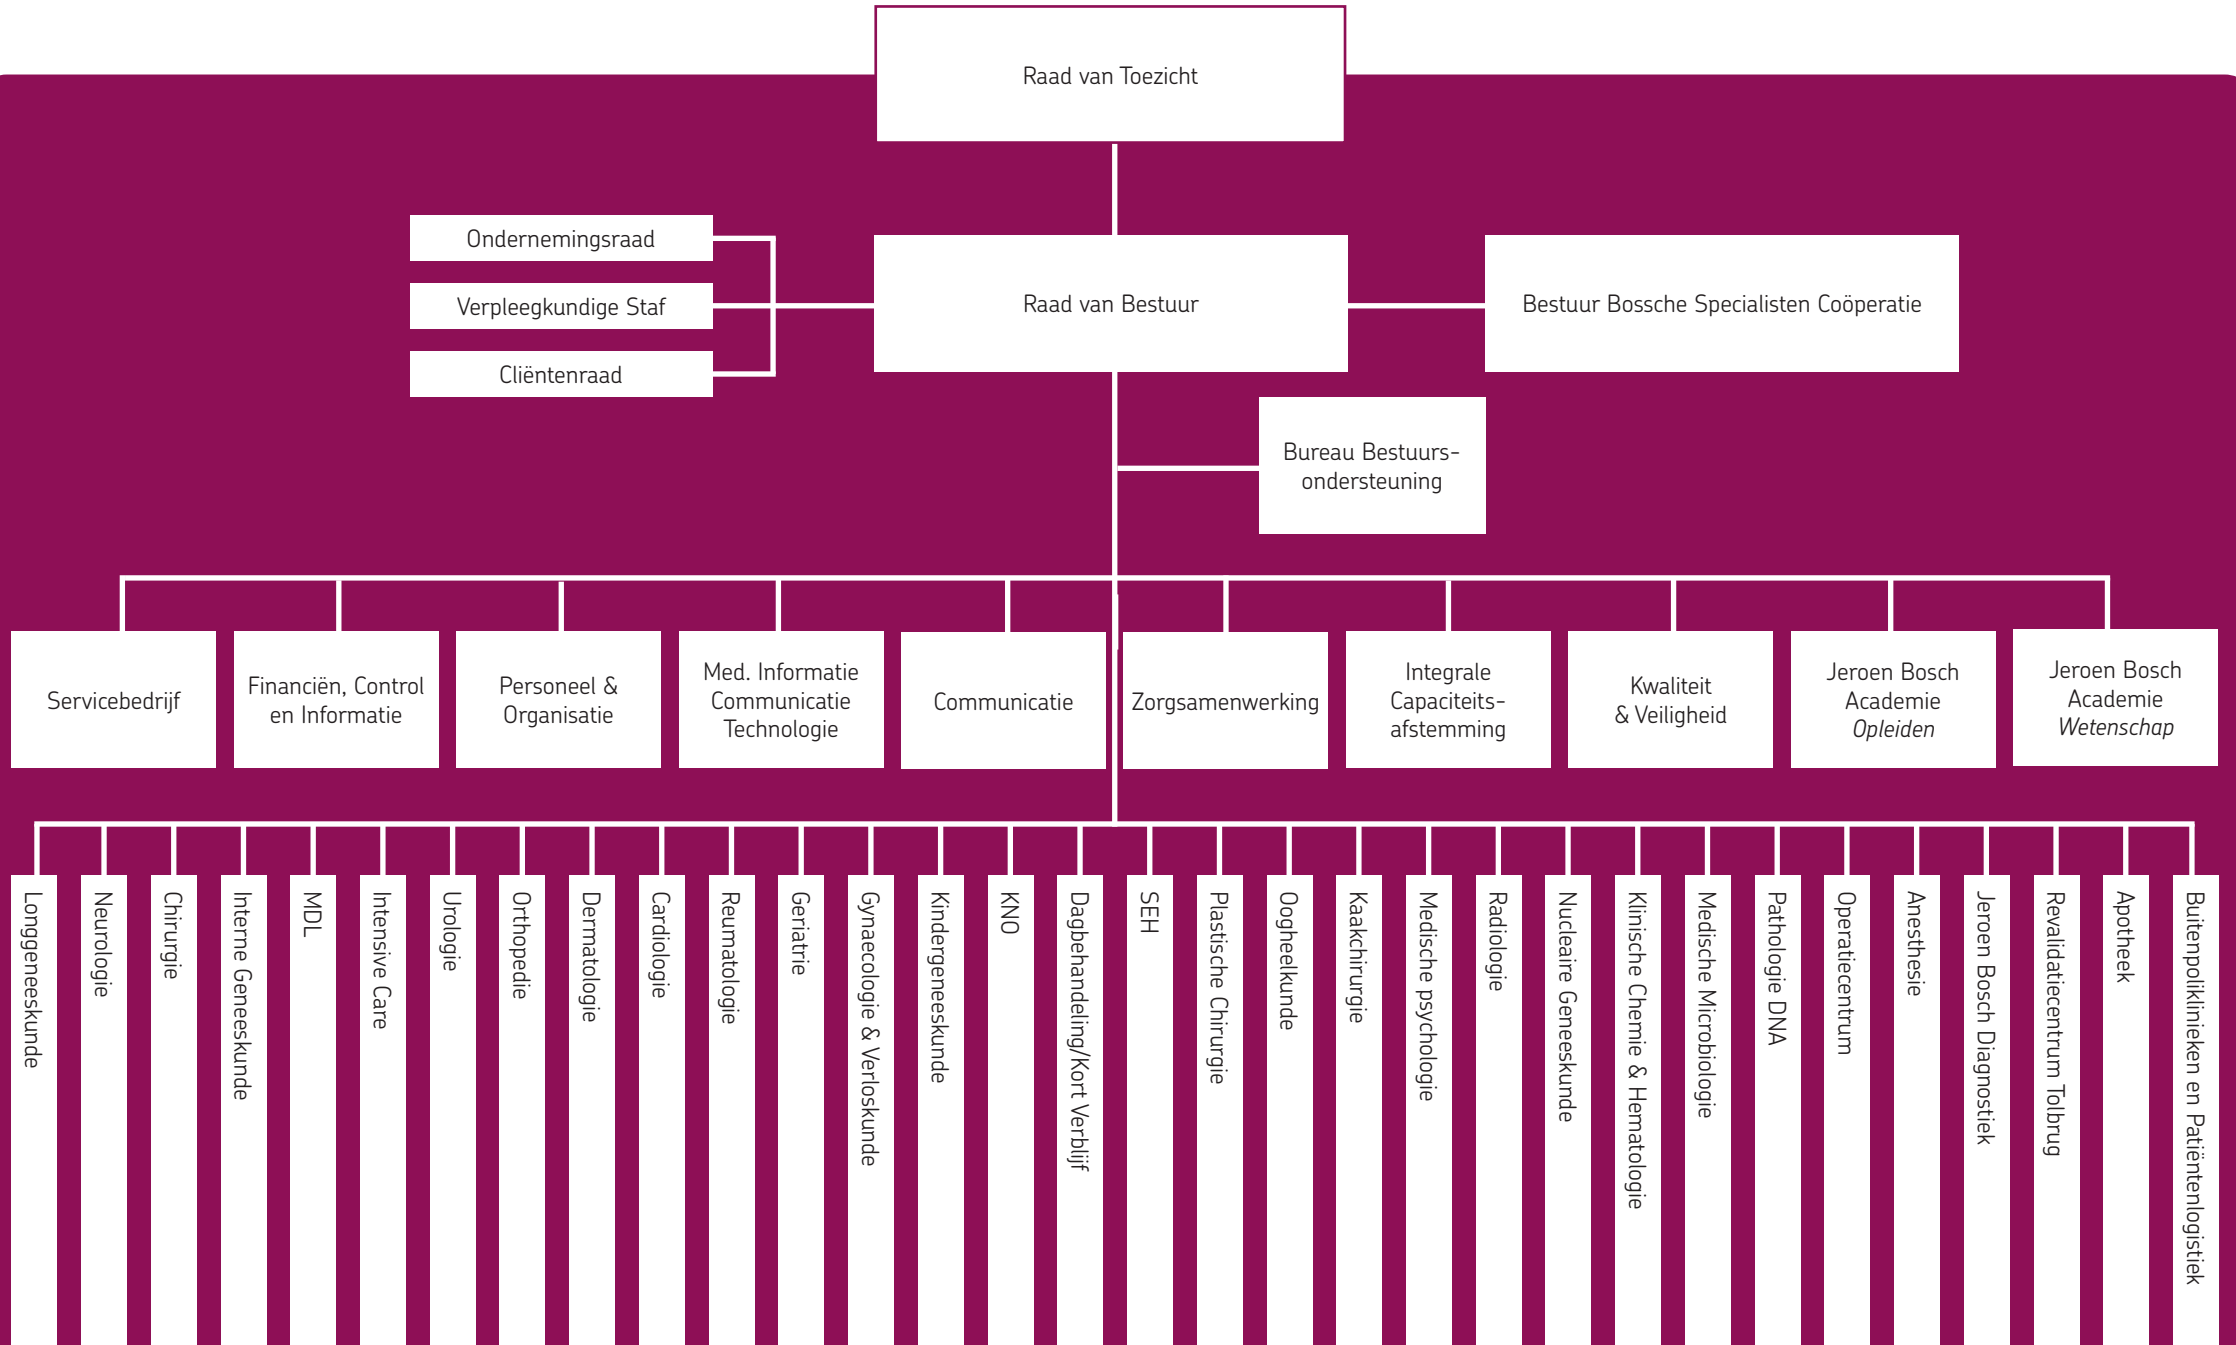 Raad van Toezicht
Ondernemingsraad
Verpleegkundige Staf
Cliëntenraad
Raad van Bestuur
Bestuur Bossche Specialisten Coöperatie
Bureau Bestuurs-
ondersteuning
Servicebedrijf
Financiën, Control
en Informatie
Personeel &
Organisatie
Med. Informatie
Communicatie
Technologie
Communicatie
Zorgsamenwerking
Integrale
Capaciteits-
afstemming
Kwaliteit
& Veiligheid
Jeroen Bosch
Academie
Opleiden
Jeroen Bosch
Academie
Wetenschap
Longgeneeskunde
Neurologie
Chirurgie
Interne Geneeskunde
MDL
Intensive Care
Urologie
Orthopedie
Dermatologie
Cardiologie
Reumatologie
Geriatrie
Gynaecologie & Verloskunde
Kindergeneeskunde
KNO
Dagbehandeling/Kort Verblijf
SEH
Plastische Chirurgie
Oogheelkunde
Kaakchirurgie
Medische psychologie
Radiologie
Nucleaire Geneeskunde
Klinische Chemie & Hematologie
Medische Microbiologie
Pathologie DNA
Operatiecentrum
Anesthesie
Jeroen Bosch Diagnostiek
Revalidatiecentrum Tolbrug
Apotheek
Buitenpoliklinieken en Patiëntenlogistiek